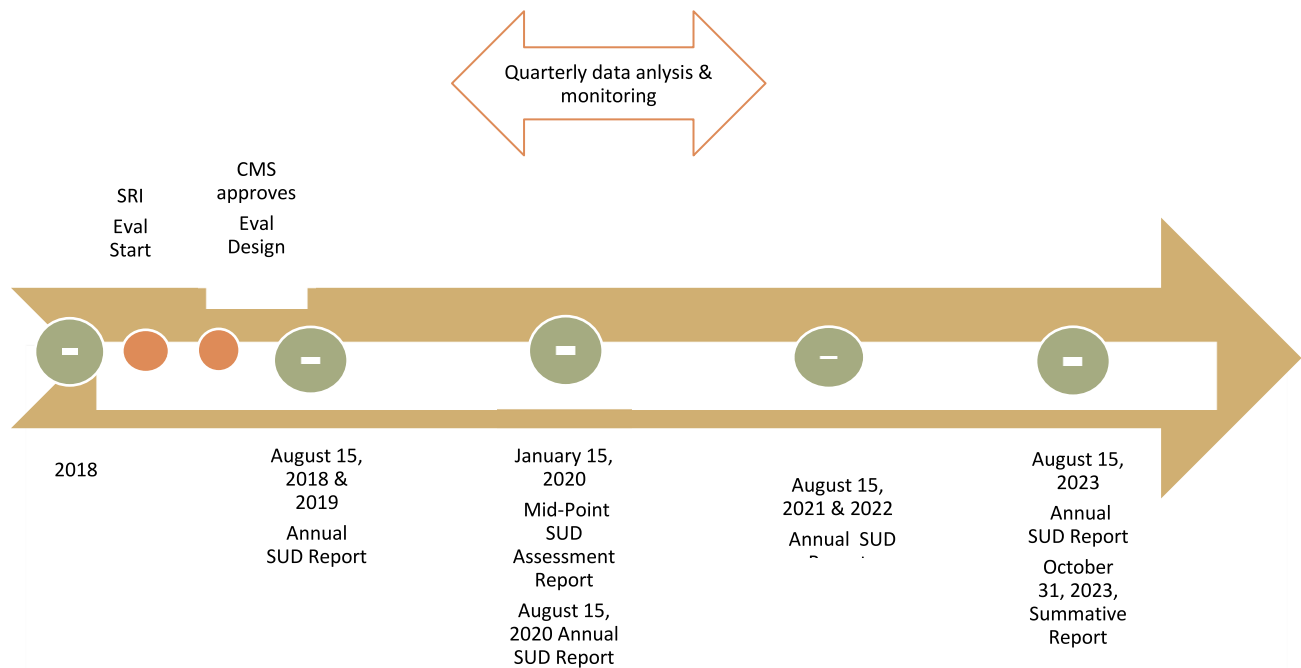 Quarterly data anlysis &
monitoring
SRI
Eval
Start
CMS
approves
Eval
Design
2018
August 15,
2018 &
2019
Annual
SUD Report
January 15,
2020
Mid-Point
SUD
Assessment
Report
August 15,
2020 Annual
SUD Report
August 15,
2021 & 2022
Annual SUD
August 15,
2023
Annual
SUD Report
October
31, 2023,
Summative
Report